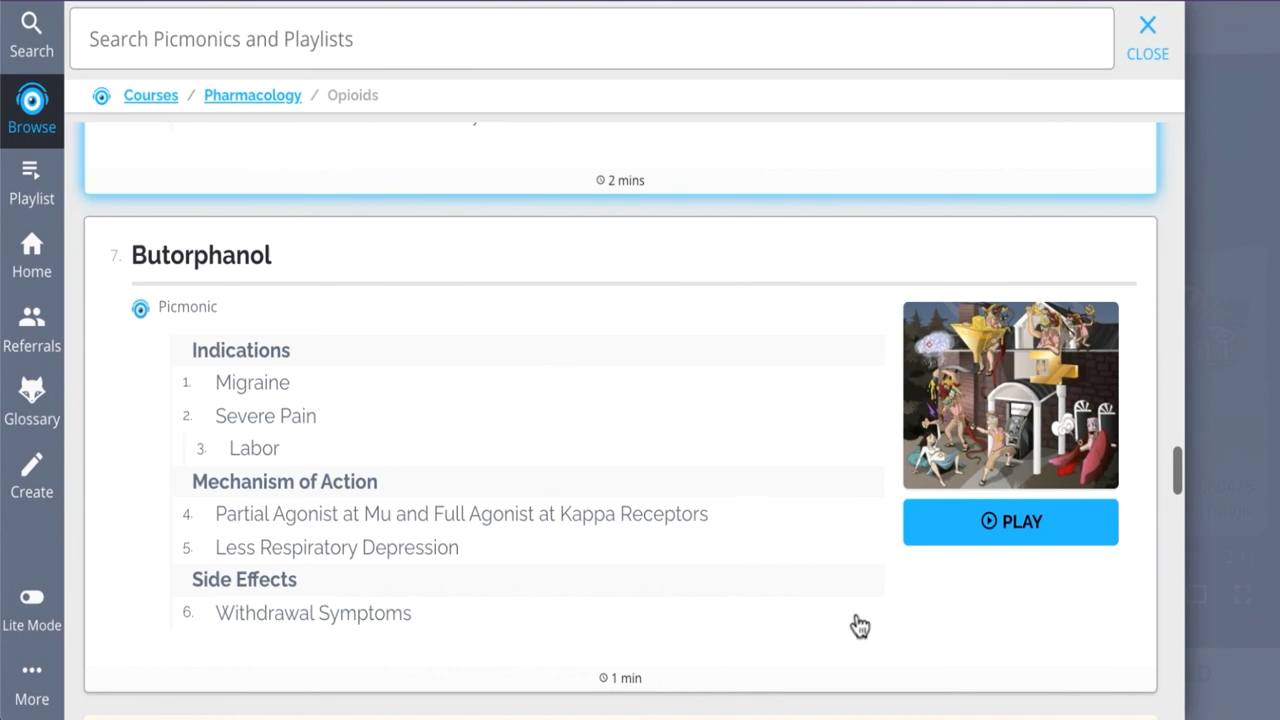 Search
Search Picmonics and Playlists
CLOSE
Browse
Courses / Pharmacology / Opioids
2 mins
Playlist
7. Butorphanol
Home
Picmonic
Referrals
Indications
1. Migraine
2. Severe Pain
3. Labor
Glossary
Mechanism of Action
4. Partial Agonist at Mu and Full Agonist at Kappa Receptors
PLAY
Create
5. Less Respiratory Depression
Side Effects
6. Withdrawal Symptoms
Lite Mode
1 min
More